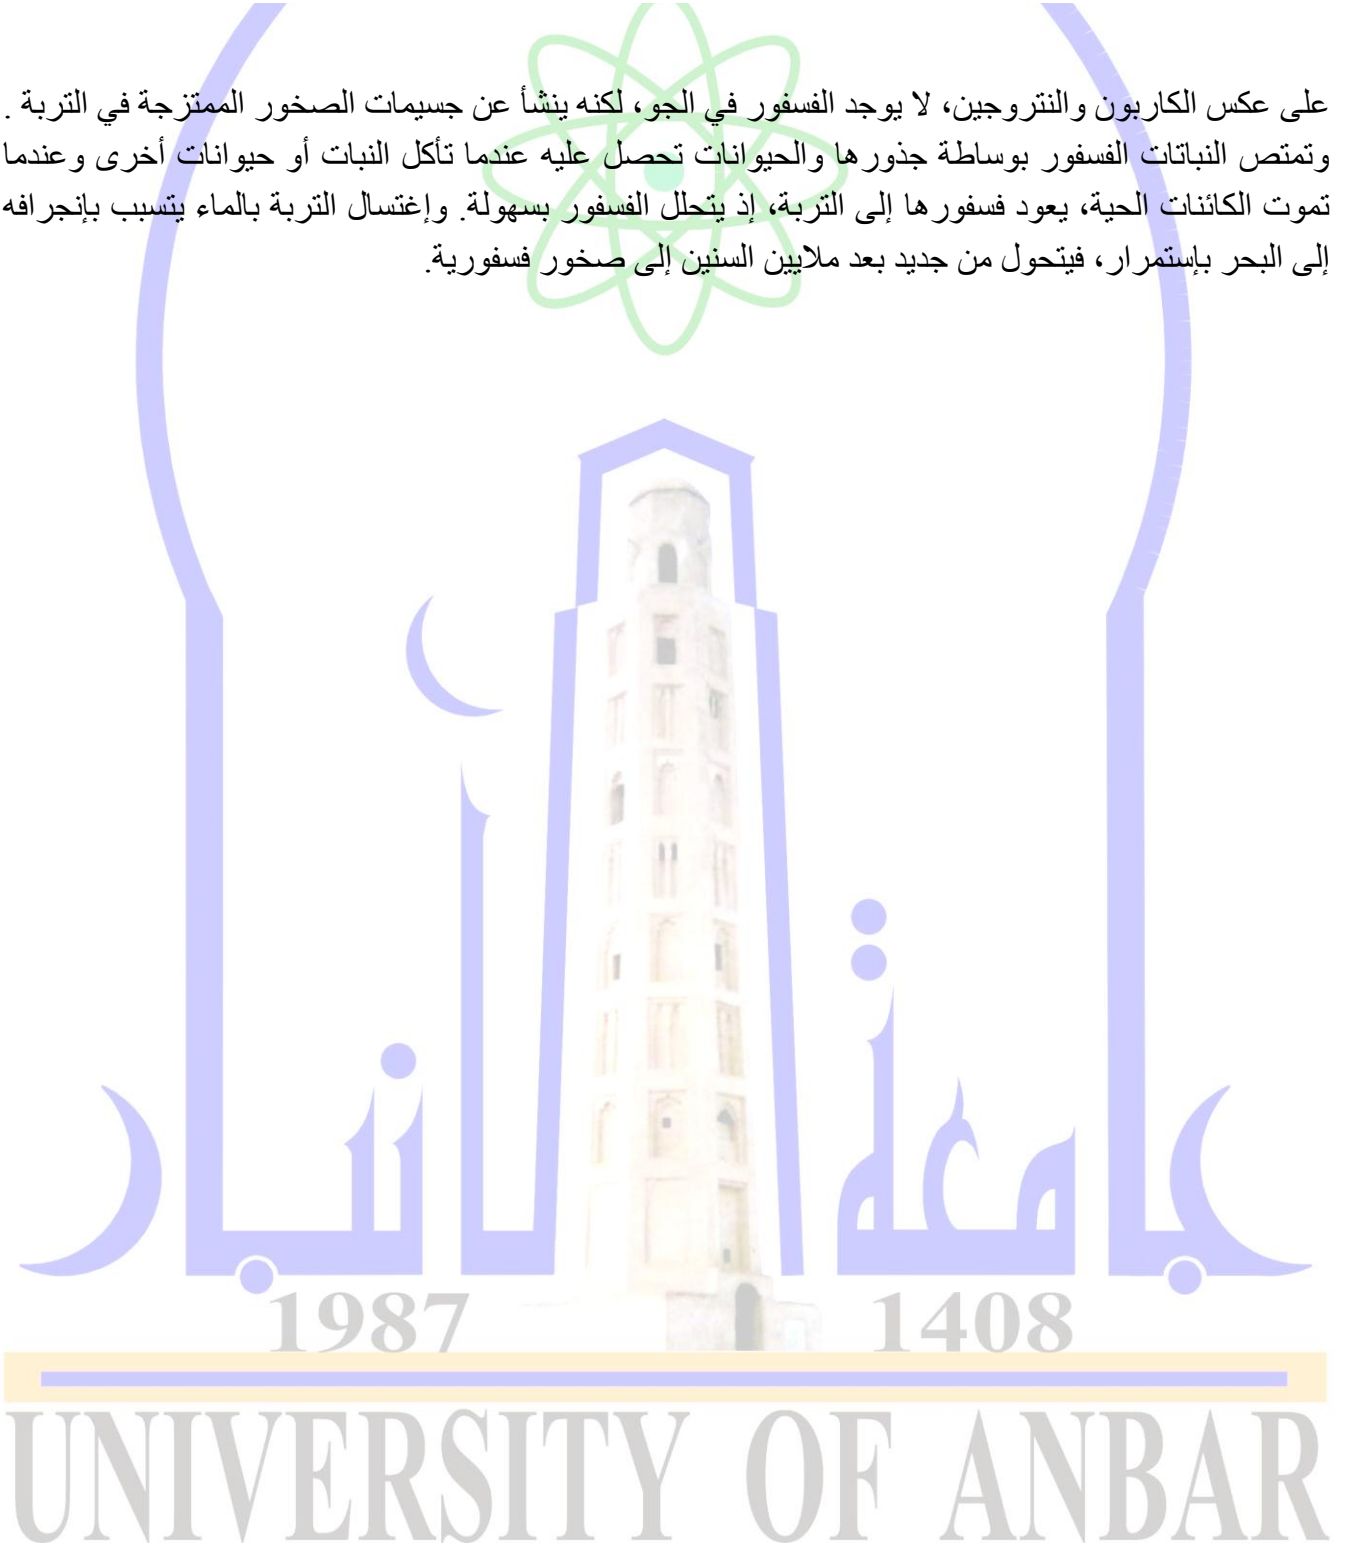 على عكس الكاربون والنتروجين، لا يوجد الفسفور في الجو، لكنه ينشأ عن جسيمات الصخور الممتزجة في التربة .
وتمتص النباتات الفسفور بوساطة جذورها والحيوانات تحصل عليه عندما تأكل النبات أو حيوانات أخرى وعندما
تموت الكائنات الحية، يعود فسفورها إلى التربة، إذ يتحلل الفسفور بسهولة. وإغتسال التربة بالماء يتسبب بإنجرافه
إلى البحر بإستمرار، فيتحول من جديد بعد ملايين السنين إلى صخور فسفورية.
جامعة الانبار
1987 1408
UNIVERSITY OF ANBAR